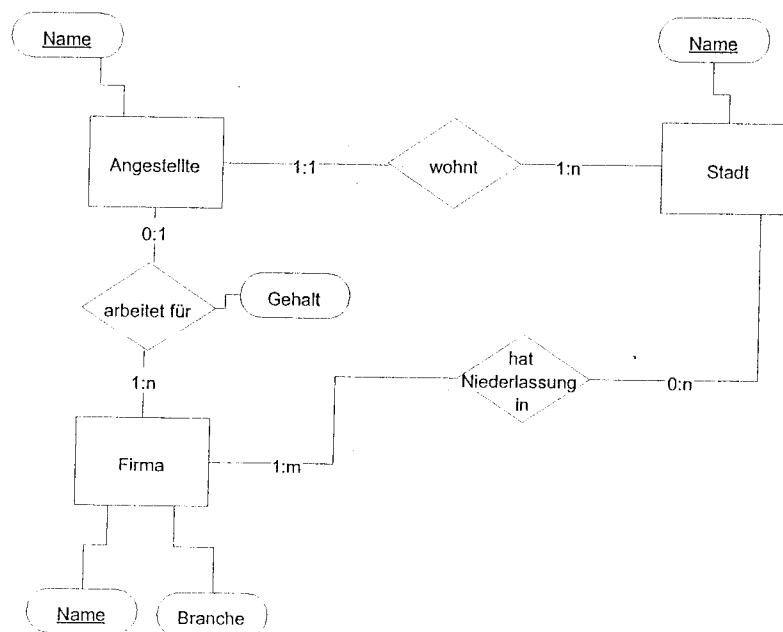 Name
Name
Angestellte
1:1
wohnt
1:n
Stadt
0:1
arbeitet für
Gehalt
1:n
hat
Niederlassung
in
0:n
Firma
1:m
Name
Branche